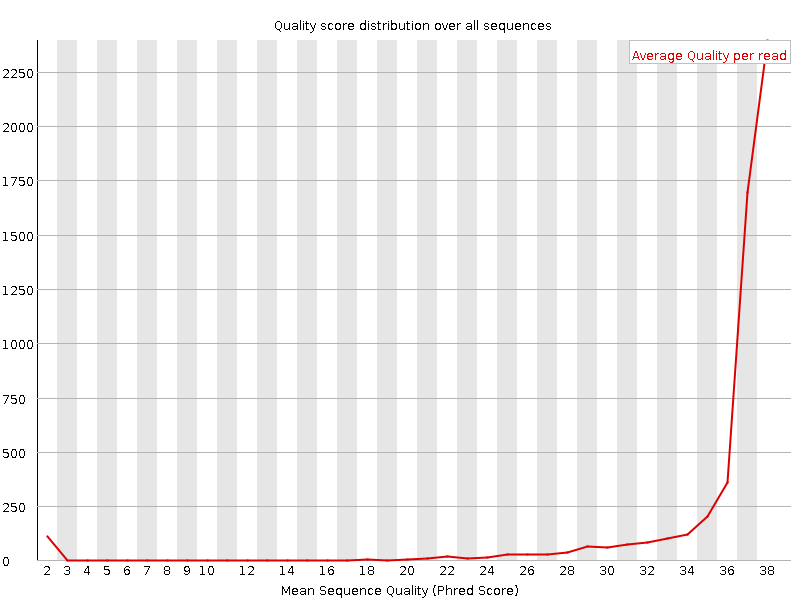 Quality score distribution over all sequences
Average Quality per read
2250
2000
1750
1500
1250
1000
750
500
250
0
2 3 4 5 6 7 8 9 10 12 14 16 18 20 22 24 26 28 30 32 34 36 38
Mean Sequence Quality (Phred Score)